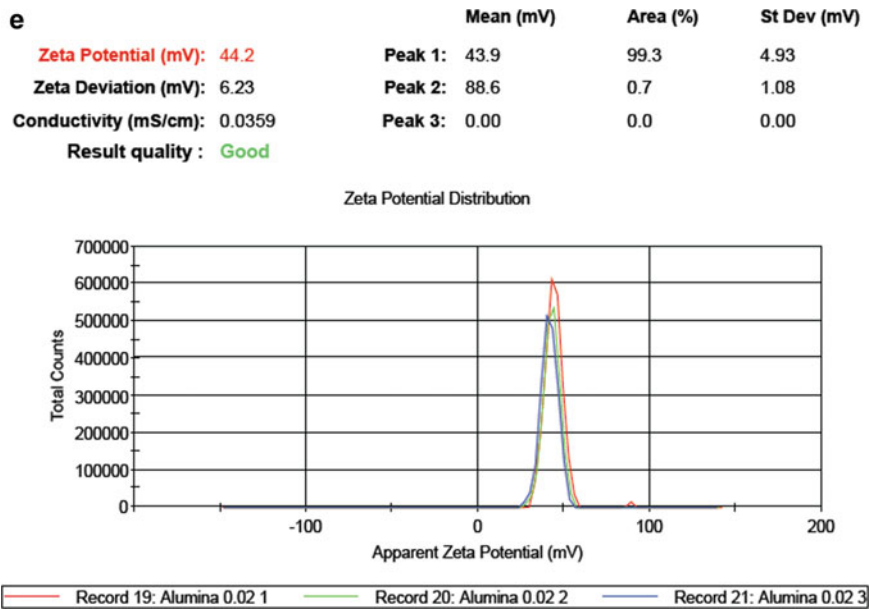 e
Mean (mV) Area (%) St Dev (mV)
Zeta Potential (mV): 44.2 Peak 1: 43.9 99.3 4.93
Zeta Deviation (mV): 6.23 Peak 2: 88.6 0.7 1.08
Conductivity (mS/cm): 0.0359 Peak 3: 0.00 0.0 0.00
Result quality : Good
Zeta Potential Distribution
700000
600000
500000
400000
300000
200000
100000
0
Total Counts
-100 0 100 200
Apparent Zeta Potential (mV)
Record 19: Alumina 0.02 1 Record 20: Alumina 0.02 2 Record 21: Alumina 0.02 3